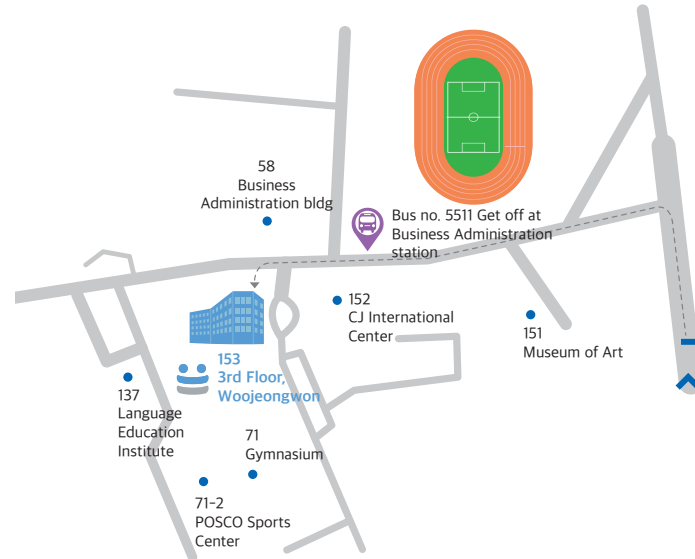 58
Business
Administration bldg
Bus no. 5511 Get off at
Business Administration
station
152
CJ International
Center
151
Museum of Art
153
3rd Floor,
Woojeongwon
137
Language
Education
Institute
71
Gymnasium
71-2
POSCO Sports
Center